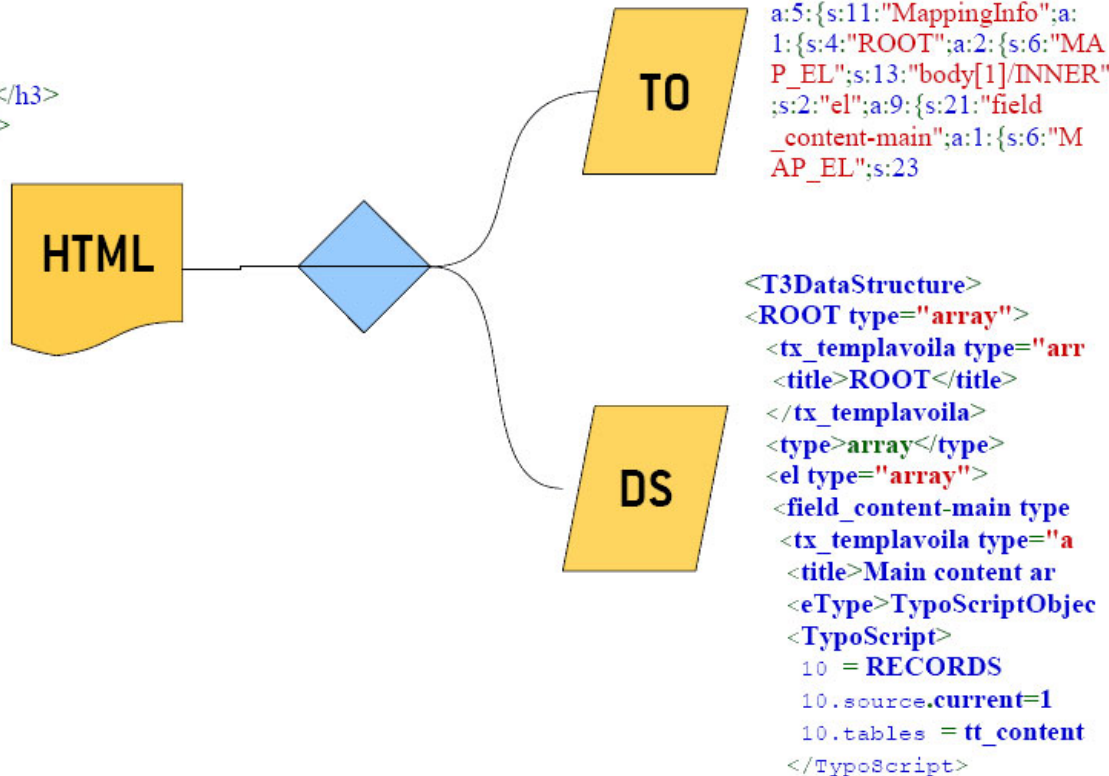 </h3>
>
HTML
TO
DS
a:5:{s:11:"MappingInfo";a:
1:{s:4:"ROOT";a:2:{s:6:"MA
P_EL";s:13:"body[1]/INNER"
;s:2:"el";a:9:{s:21:"field
_content-main";a:1:{s:6:"M
AP_EL";s:23
<T3DataStructure>
<ROOT type="array">
<tx_templavoila type="arr
<title>ROOT</title>
</tx_templavoila>
<type>array</type>
<el type="array">
<field_content-main type
<tx_templavoila type="a
<title>Main content ar
<eType>TypoScriptObjec
<TypoScript>
10 = RECORDS
10.source.current=1
10.tables = tt_content
</TypoScript>